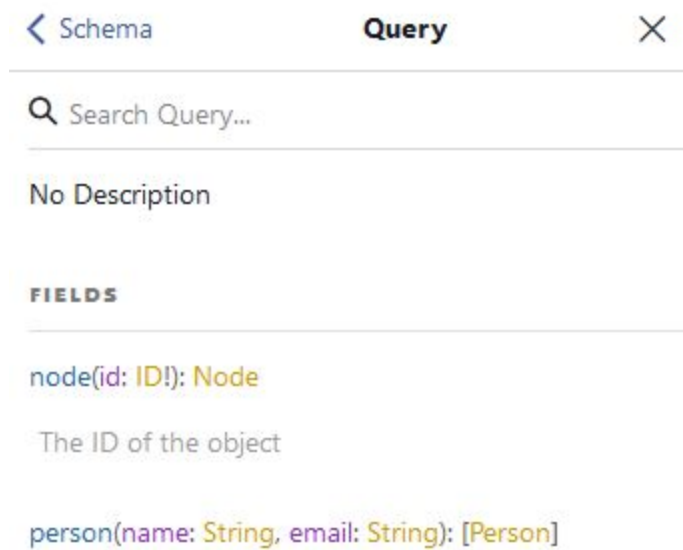 Schema Query
Search Query...
No Description
FIELDS
node(id: ID!): Node
The ID of the object
person(name: String, email: String): [Person]